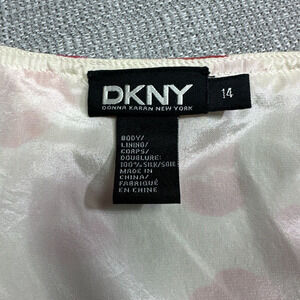 DKNY
DONNA KARAN NEW YORK
14
BODY/
LINING/
CORPS/
DOUBLURE:
100% SILK/SOIE
MADE IN
CHINA/
FABRIQUÉ
EN CHINE